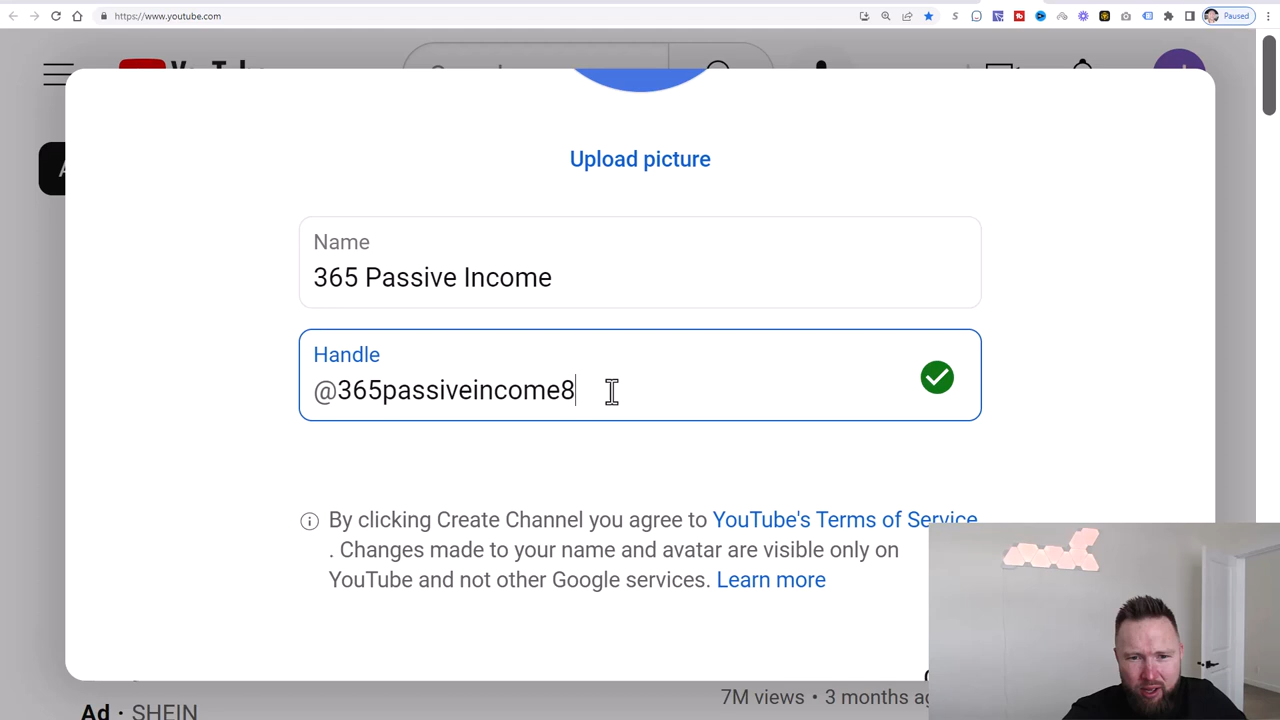 https://www.youtube.com
Paused
Upload picture
Name
365 Passive Income
Handle
@365passiveincome8
By clicking Create Channel you agree to YouTube's Terms of Service
. Changes made to your name and avatar are visible only on
YouTube and not other Google services. Learn more
7M views • 3 months ag
Ad · SHEIN